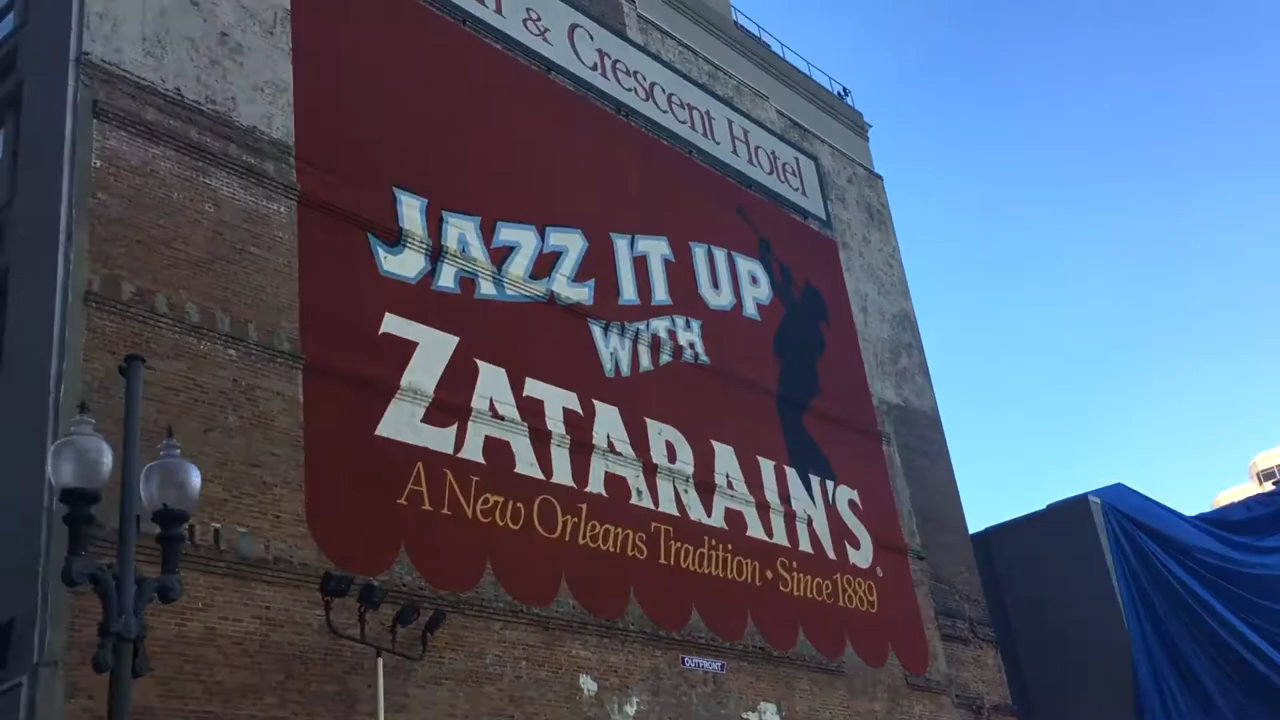 & Crescent Hotel
JAZZ IT UP
WITH
ZATARAIN'S®
A New Orleans Tradition • Since 1889
OUTFRONT